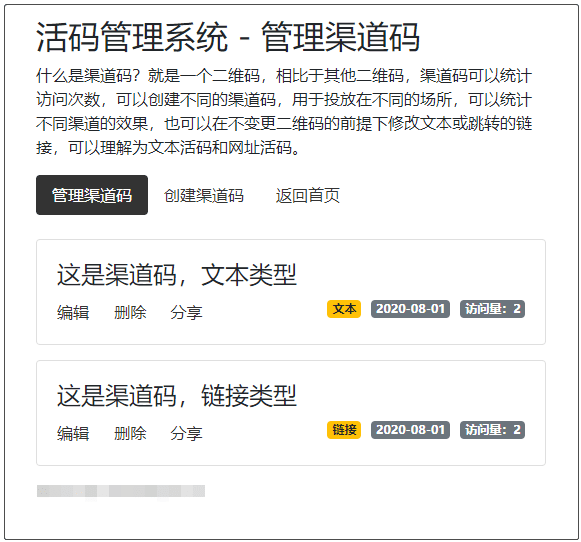 活码管理系统 - 管理渠道码
什么是渠道码？就是一个二维码，相比于其他二维码，渠道码可以统计
访问次数，可以创建不同的渠道码，用于投放在不同的场所，可以统计
不同渠道的效果，也可以在不变更二维码的前提下修改文本或跳转的链
接，可以理解为文本活码和网址活码。
管理渠道码 创建渠道码 返回首页
这是渠道码，文本类型
编辑 删除 分享 文本 2020-08-01 访问量：2
这是渠道码，链接类型
编辑 删除 分享 链接 2020-08-01 访问量：2